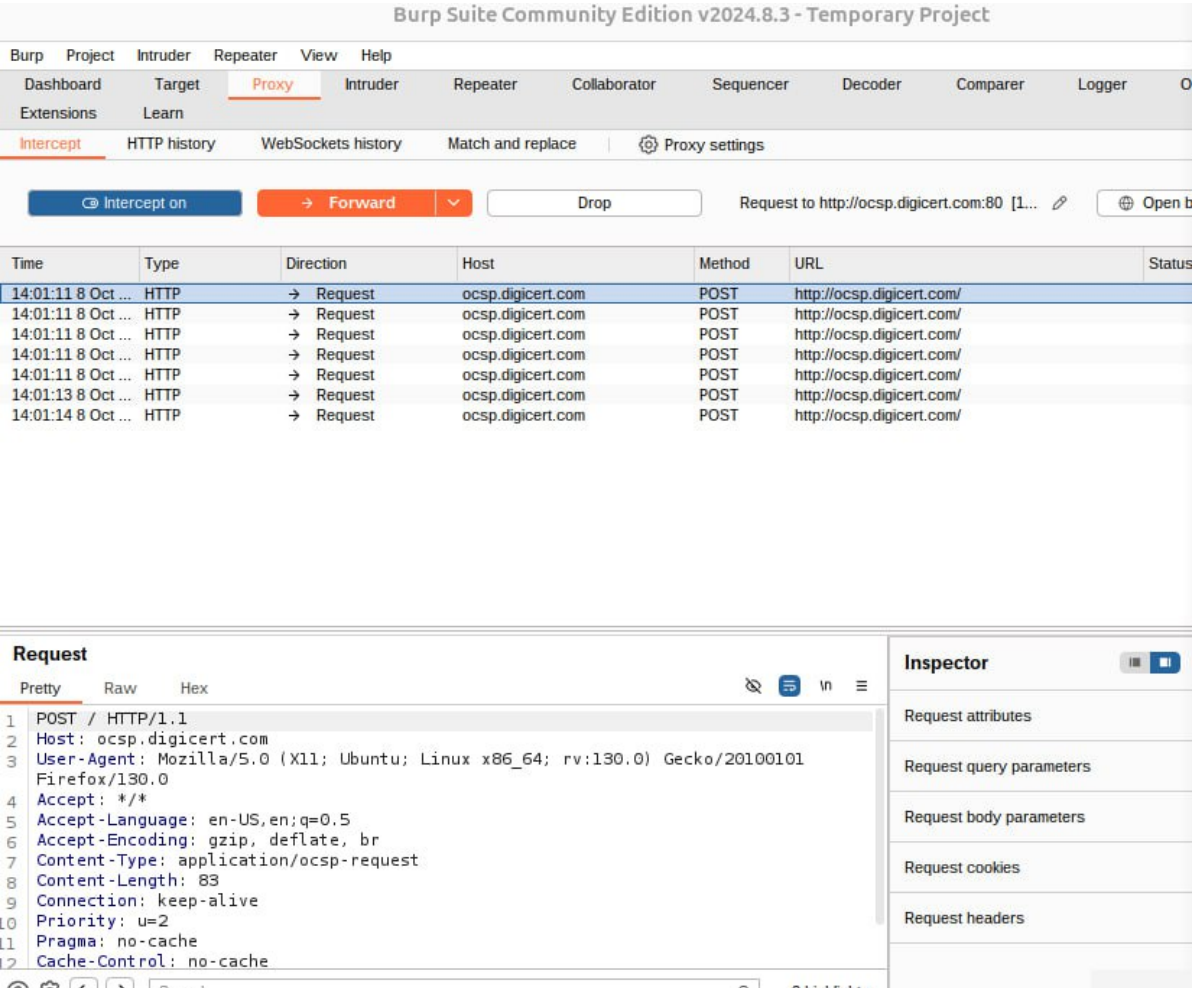 Burp Suite Community Edition v2024.8.3 - Temporary Project
Burp Project Intruder Repeater View Help
Dashboard Target Proxy Intruder Repeater Collaborator Sequencer Decoder Comparer Logger O
Extensions Learn
Intercept HTTP history WebSockets history Match and replace Proxy settings
Intercept on → Forward Drop Request to http://ocsp.digicert.com:80 [1... Open b
Time Type Direction Host Method URL Status
14:01:11 8 Oct ... HTTP → Request ocsp.digicert.com POST http://ocsp.digicert.com/
14:01:11 8 Oct ... HTTP → Request ocsp.digicert.com POST http://ocsp.digicert.com/
14:01:11 8 Oct ... HTTP → Request ocsp.digicert.com POST http://ocsp.digicert.com/
14:01:11 8 Oct ... HTTP → Request ocsp.digicert.com POST http://ocsp.digicert.com/
14:01:11 8 Oct ... HTTP → Request ocsp.digicert.com POST http://ocsp.digicert.com/
14:01:13 8 Oct ... HTTP → Request ocsp.digicert.com POST http://ocsp.digicert.com/
14:01:14 8 Oct ... HTTP → Request ocsp.digicert.com POST http://ocsp.digicert.com/
Request
Pretty Raw Hex \n
1 POST / HTTP/1.1
2 Host: ocsp.digicert.com
3 User-Agent: Mozilla/5.0 (X11; Ubuntu; Linux x86_64; rv:130.0) Gecko/20100101
Firefox/130.0
4 Accept: */*
5 Accept-Language: en-US,en;q=0.5
6 Accept-Encoding: gzip, deflate, br
7 Content-Type: application/ocsp-request
8 Content-Length: 83
9 Connection: keep-alive
10 Priority: u=2
11 Pragma: no-cache
12 Cache-Control: no-cache
Inspector
Request attributes
Request query parameters
Request body parameters
Request cookies
Request headers